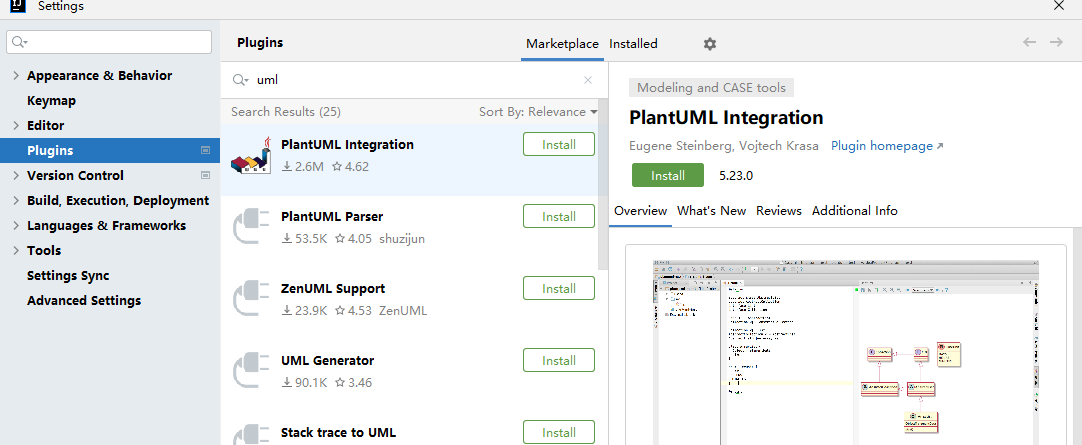 Settings
Appearance & Behavior
Keymap
Editor
Plugins
Version Control
Build, Execution, Deployment
Languages & Frameworks
Tools
Settings Sync
Advanced Settings
Plugins
Marketplace
Installed
uml
Search Results (25)
Sort By: Relevance
PlantUML Integration
Install
2.6M 4.62
PlantUML Parser
Install
53.5K 4.05 shuzijun
ZenUML Support
Install
23.9K 4.53 ZenUML
UML Generator
Install
90.1K 3.46
Stack trace to UML
Install
Modeling and CASE tools
PlantUML Integration
Eugene Steinberg, Vojtech Krasa Plugin homepage ↗
Install 5.23.0
Overview What's New Reviews Additional Info